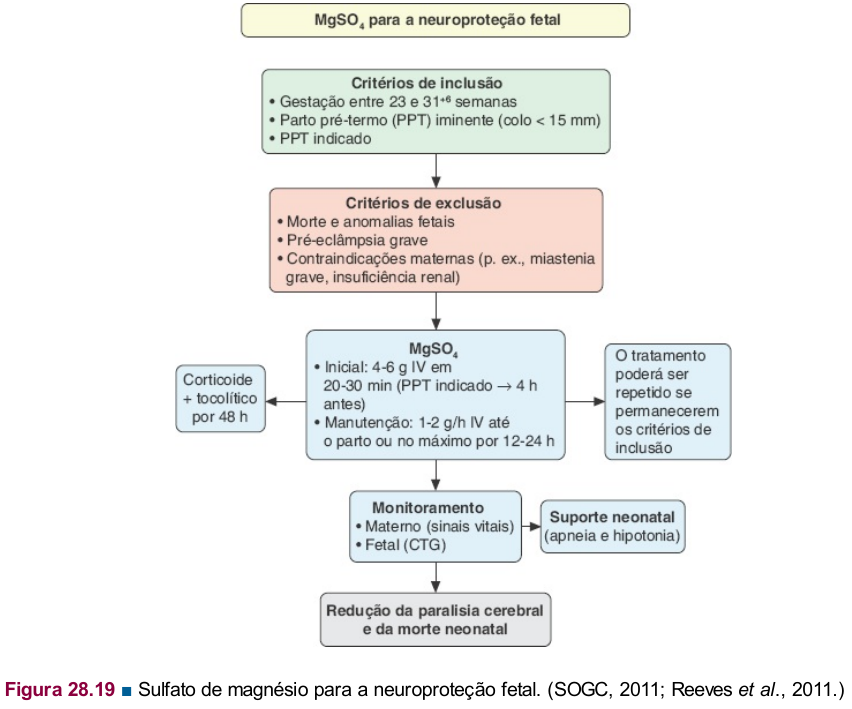 MgSO₄ para a neuroproteção fetal
Critérios de inclusão
• Gestação entre 23 e 31⁺⁶ semanas
• Parto pré-termo (PPT) iminente (colo < 15 mm)
• PPT indicado
Critérios de exclusão
• Morte e anomalias fetais
• Pré-eclâmpsia grave
• Contraindicações maternas (p. ex., miastenia
grave, insuficiência renal)
MgSO₄
• Inicial: 4-6 g IV em
20-30 min (PPT indicado → 4 h
antes)
• Manutenção: 1-2 g/h IV até
o parto ou no máximo por 12-24 h
Corticoide
+ tocolítico
por 48 h
O tratamento
poderá ser
repetido se
permanecerem
os critérios de
inclusão
Monitoramento
• Materno (sinais vitais)
• Fetal (CTG)
Suporte neonatal
(apneia e hipotonia)
Redução da paralisia cerebral
e da morte neonatal
Figura 28.19 ■ Sulfato de magnésio para a neuroproteção fetal. (SOGC, 2011; Reeves et al., 2011.)